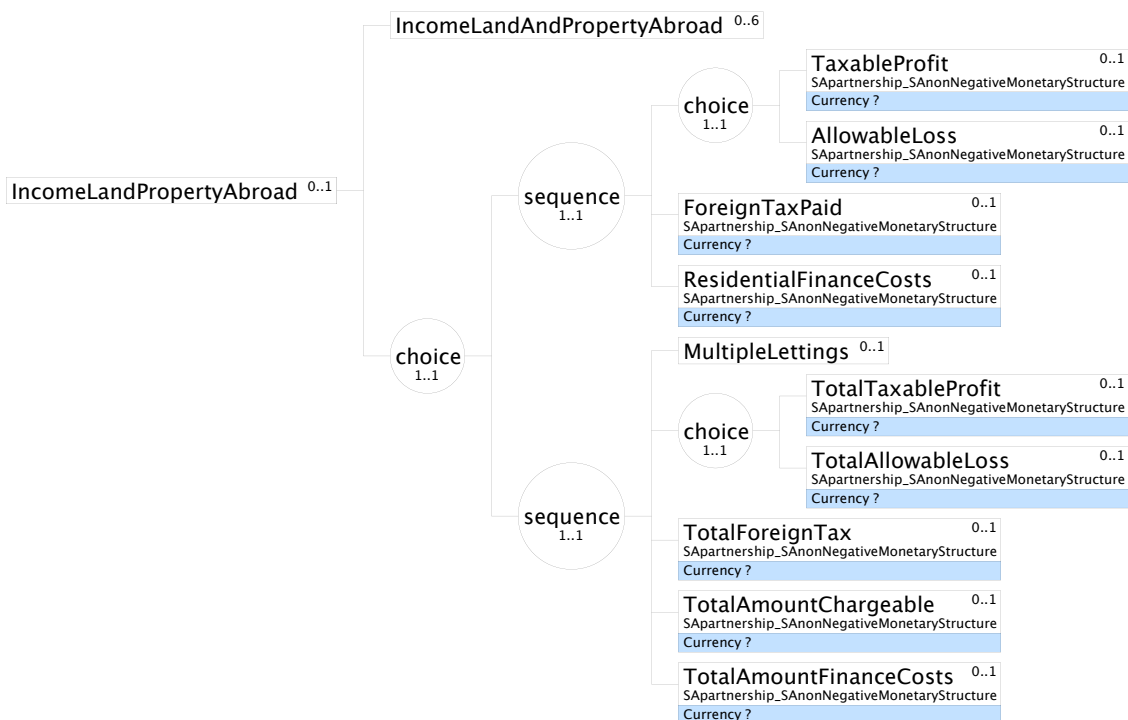 IncomeLandAndPropertyAbroad 0..6
TaxableProfit 0..1
SApartnership_SAnonNegativeMonetaryStructure
Currency ?
choice
1..1
AllowableLoss 0..1
SApartnership_SAnonNegativeMonetaryStructure
Currency ?
IncomeLandPropertyAbroad 0..1
sequence
1..1
ForeignTaxPaid 0..1
SApartnership_SAnonNegativeMonetaryStructure
Currency ?
ResidentialFinanceCosts 0..1
SApartnership_SAnonNegativeMonetaryStructure
Currency ?
choice
1..1
MultipleLettings 0..1
TotalTaxableProfit 0..1
SApartnership_SAnonNegativeMonetaryStructure
Currency ?
choice
1..1
TotalAllowableLoss 0..1
SApartnership_SAnonNegativeMonetaryStructure
Currency ?
sequence
1..1
TotalForeignTax 0..1
SApartnership_SAnonNegativeMonetaryStructure
Currency ?
TotalAmountChargeable 0..1
SApartnership_SAnonNegativeMonetaryStructure
Currency ?
TotalAmountFinanceCosts 0..1
SApartnership_SAnonNegativeMonetaryStructure
Currency ?